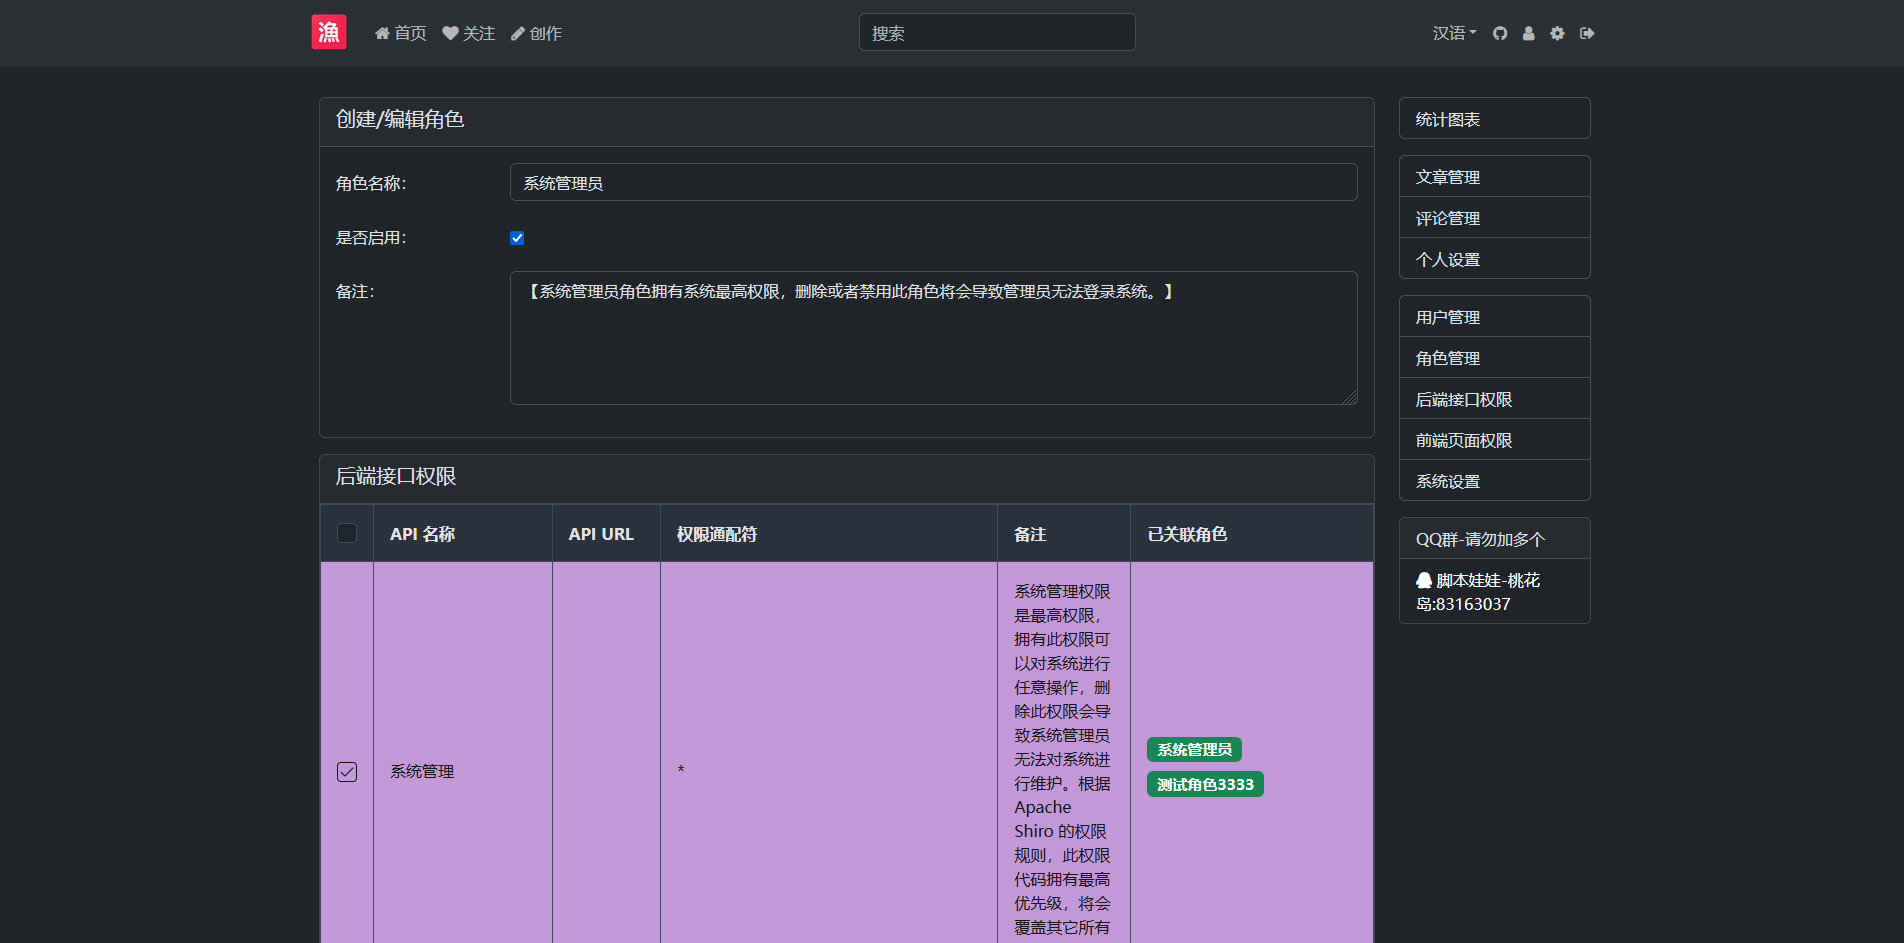 漁 首页 关注 创作 搜索 汉语
创建/编辑角色
角色名称： 系统管理员
是否启用：
备注： 【系统管理员角色拥有系统最高权限，删除或者禁用此角色将会导致管理员无法登录系统。】
后端接口权限
API 名称 API URL 权限通配符 备注 已关联角色
系统管理
*
系统管理权限
是最高权限，
拥有此权限可
以对系统进行
任意操作，删
除此权限会导
致系统管理员
无法对系统进
行维护。根据
Apache
Shiro 的权限
规则，此权限
代码拥有最高
优先级，将会
覆盖其它所有
系统管理员
测试角色3333
统计图表
文章管理
评论管理
个人设置
用户管理
角色管理
后端接口权限
前端页面权限
系统设置
QQ群-请勿加多个
脚本娃娃-桃花
岛:83163037